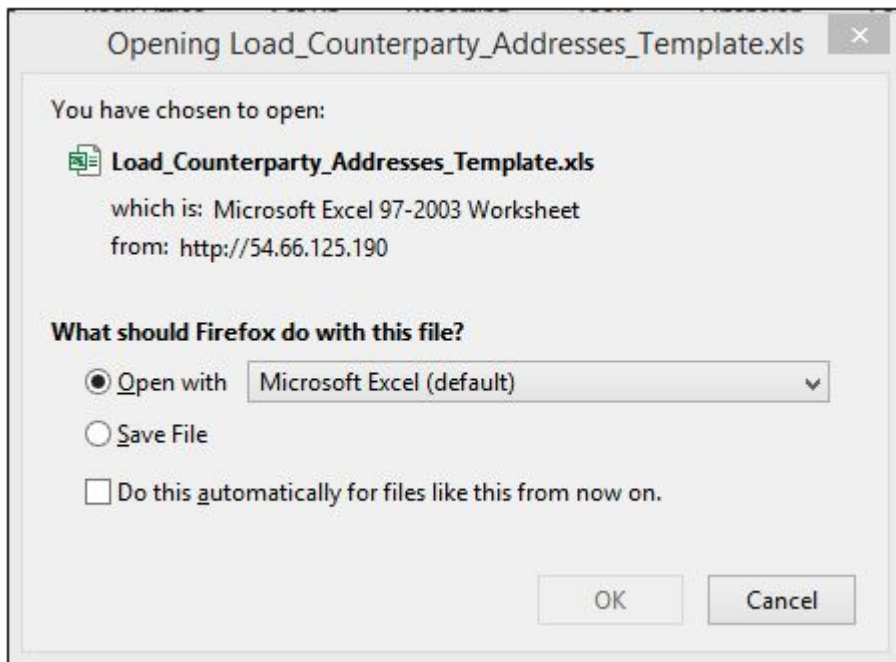 Opening Load_Counterparty_Addresses_Template.xls
You have chosen to open:
Load_Counterparty_Addresses_Template.xls
which is: Microsoft Excel 97-2003 Worksheet
from: http://54.66.125.190
What should Firefox do with this file?
Open with Microsoft Excel (default)
Save File
Do this automatically for files like this from now on.
OK Cancel